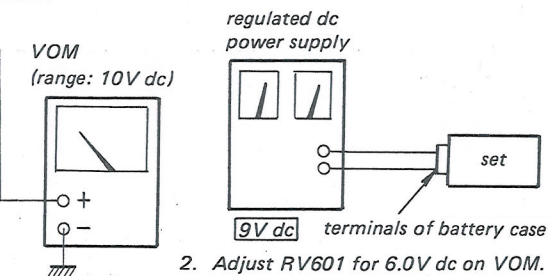 regulated dc
power supply
VOM
(range: 10V dc)
+
−
set
9V dc
terminals of battery case
2. Adjust RV601 for 6.0V dc on VOM.